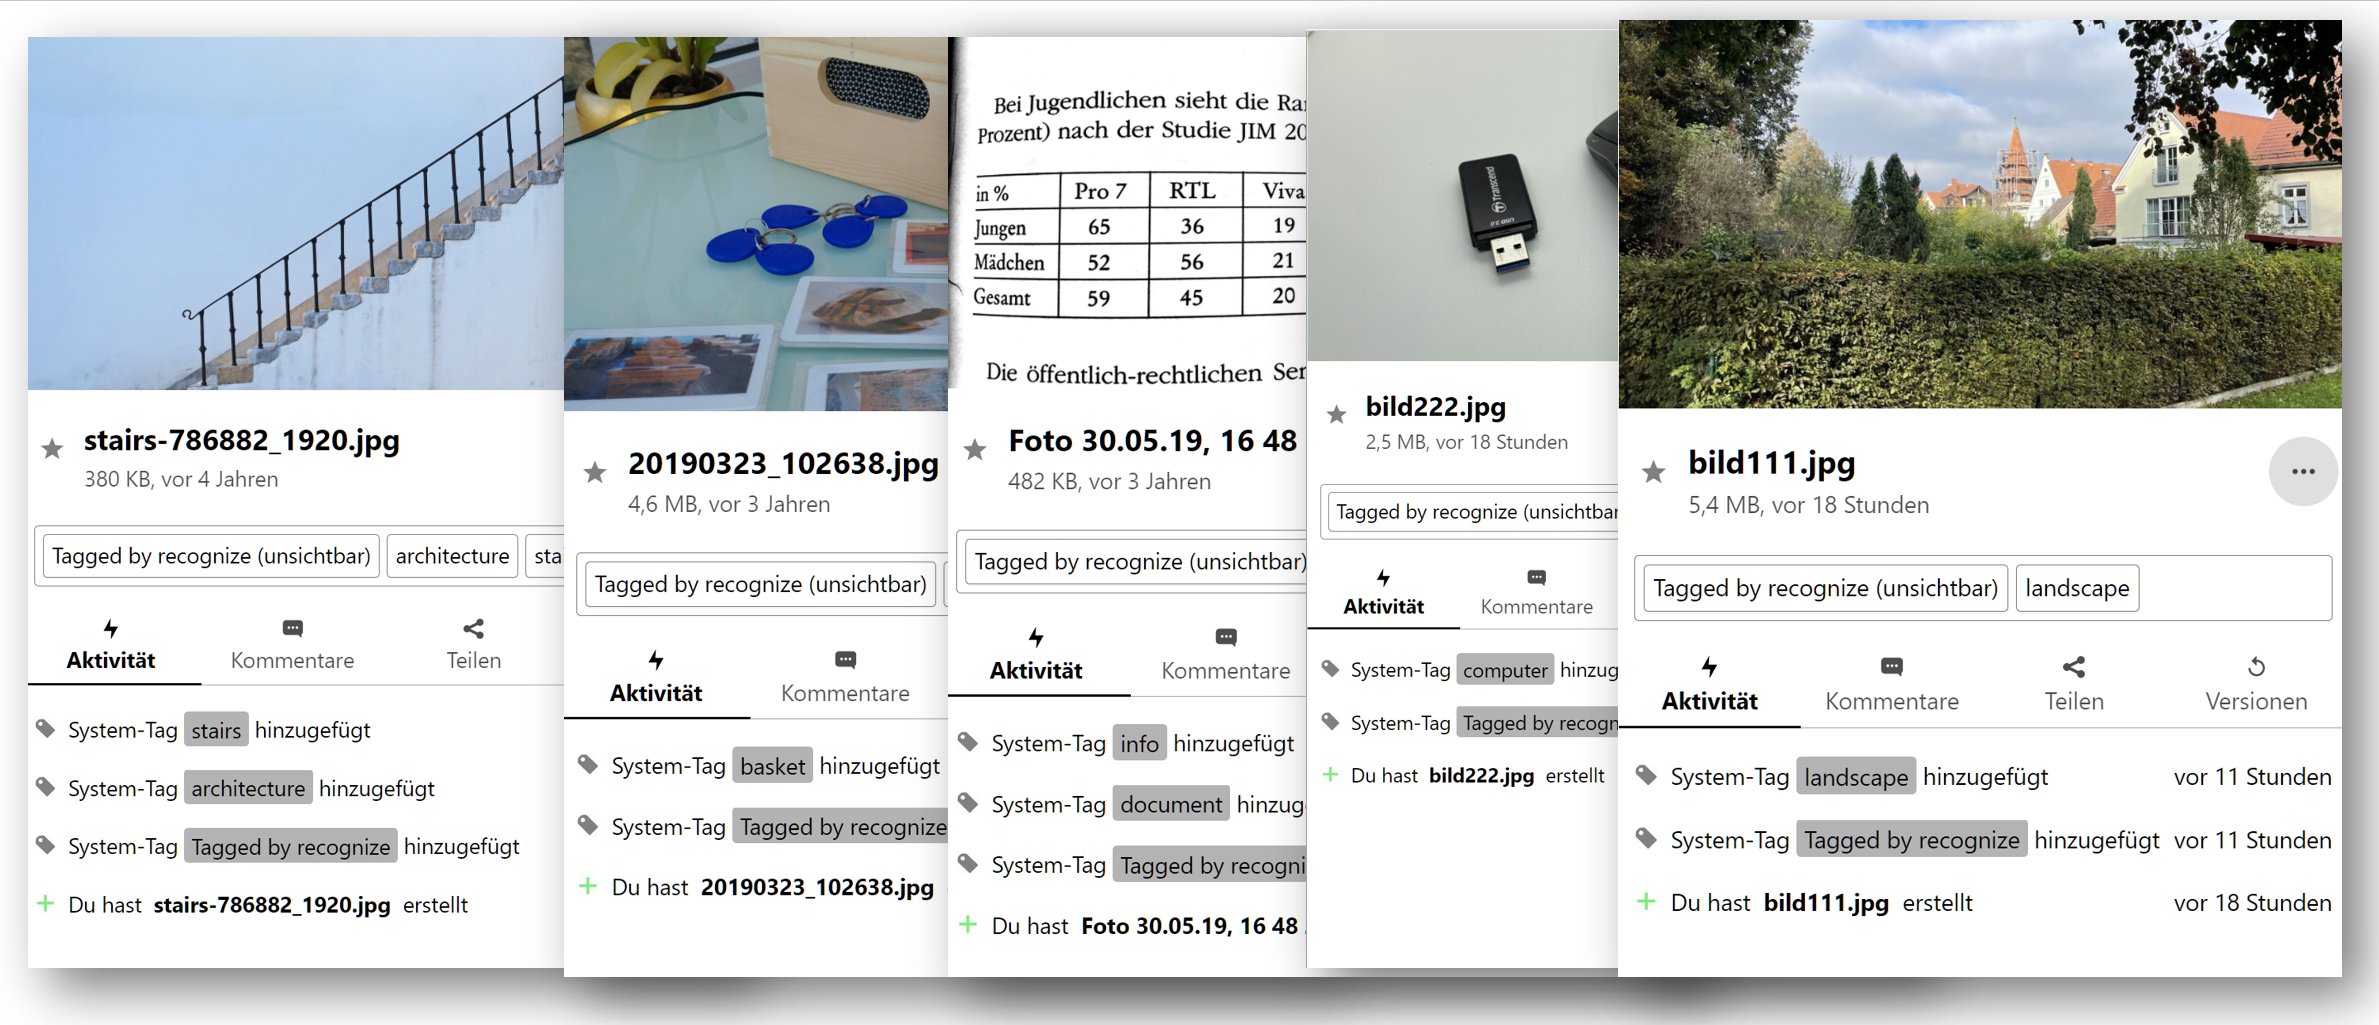 stairs-786882_1920.jpg
380 KB, vor 4 Jahren
Tagged by recognize (unsichtbar) architecture
Aktivität Kommentare Teilen
System-Tag stairs hinzugefügt
System-Tag architecture hinzugefügt
System-Tag Tagged by recognize hinzugefügt
Du hast stairs-786882_1920.jpg erstellt
20190323_102638.jpg
4,6 MB, vor 3 Jahren
Tagged by recognize (unsichtbar)
Aktivität Kommentare
System-Tag basket hinzugefügt
System-Tag Tagged by recognize
Du hast 20190323_102638.jpg
Bei Jugendlichen sieht die
Prozent) nach der Studie JIM 20
in % Pro 7 RTL Viva
Jungen 65 36 19
Mädchen 52 56 21
Gesamt 59 45 20
Die öffentlich-rechtlichen
Foto 30.05.19, 16 48
482 KB, vor 3 Jahren
Tagged by recognize (unsichtbar)
Aktivität Kommentare
System-Tag info hinzugefügt
System-Tag document hinzug
System-Tag Tagged by recogni
Du hast Foto 30.05.19, 16 48
Transcend
USB 3.0
bild222.jpg
2,5 MB, vor 18 Stunden
Tagged by recognize (unsichtbar
Aktivität Kommentare
System-Tag computer hinzug
System-Tag Tagged by recogn
Du hast bild222.jpg erstellt
bild111.jpg
5,4 MB, vor 18 Stunden
Tagged by recognize (unsichtbar) landscape
Aktivität Kommentare Teilen Versionen
System-Tag landscape hinzugefügt vor 11 Stunden
System-Tag Tagged by recognize hinzugefügt vor 11 Stunden
Du hast bild111.jpg erstellt vor 18 Stunden